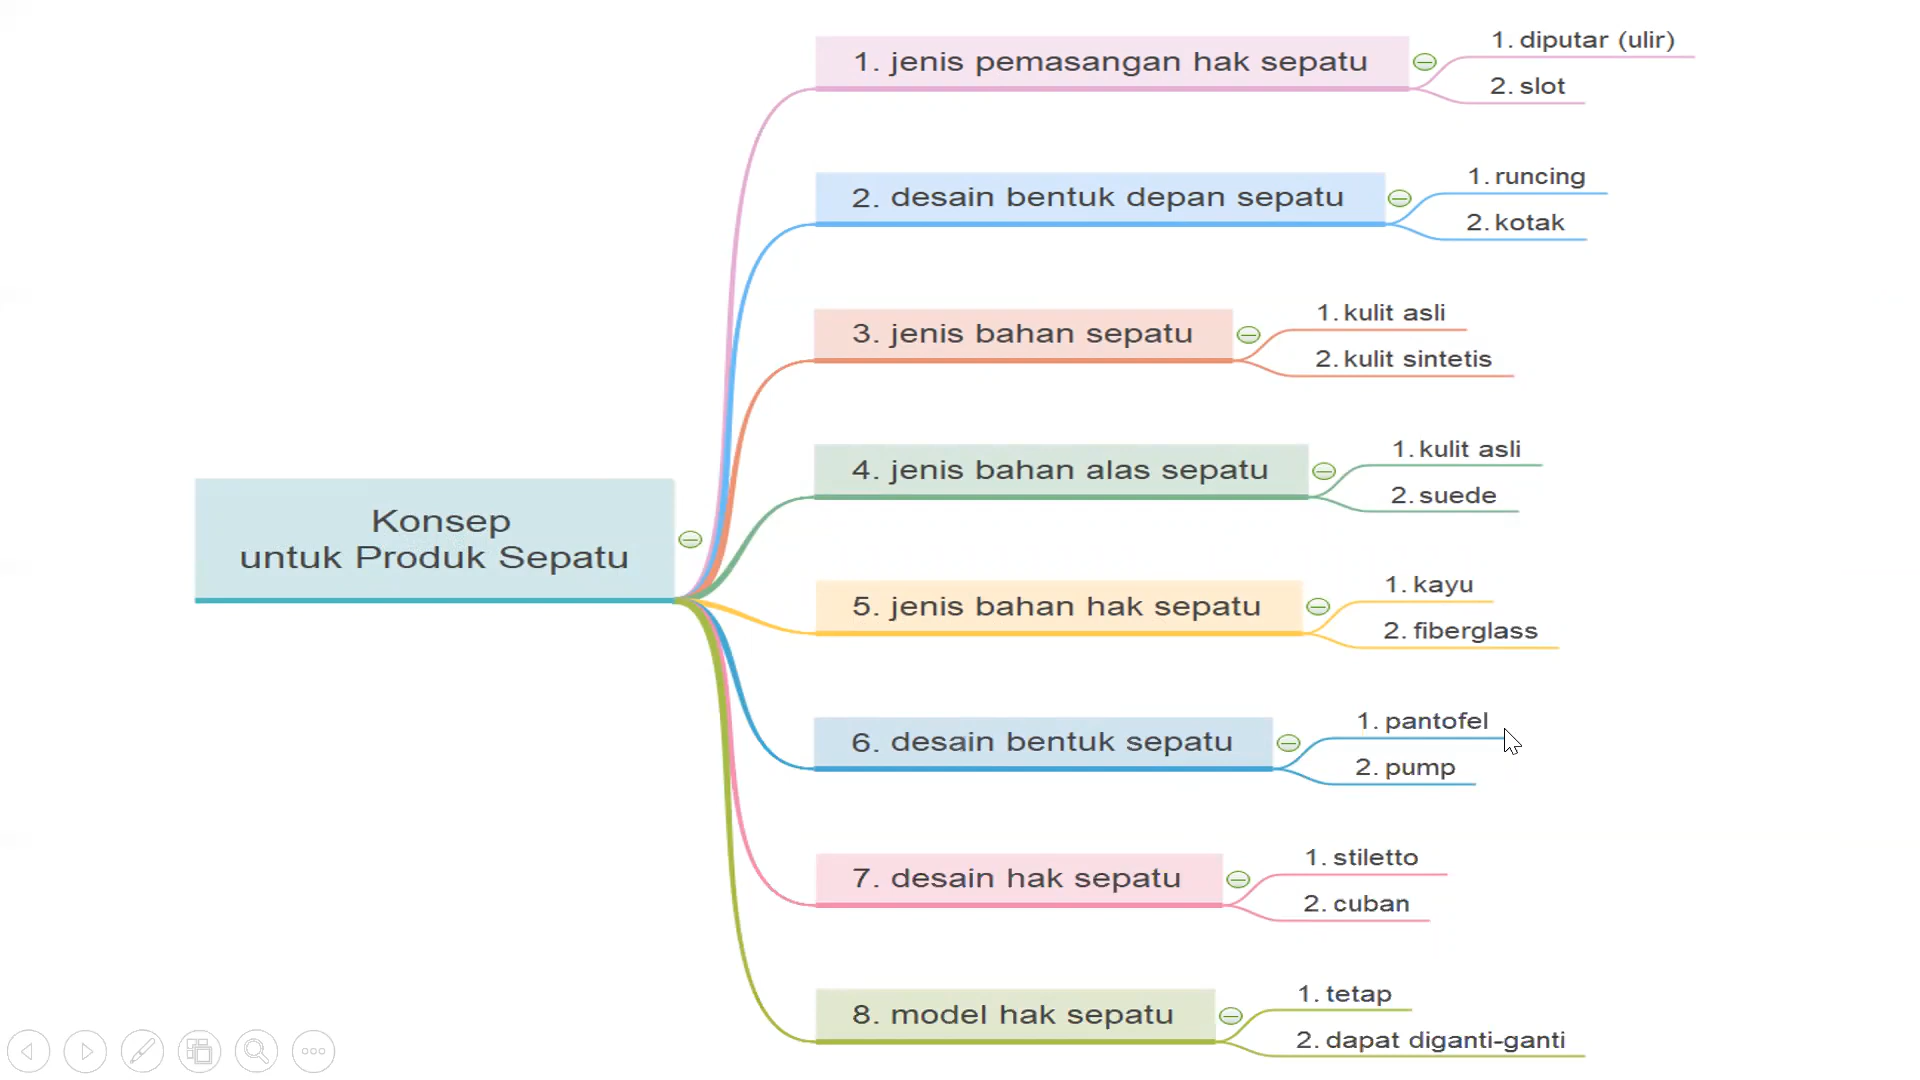 Konsep
untuk Produk Sepatu
1. jenis pemasangan hak sepatu
1. diputar (ulir)
2. slot
2. desain bentuk depan sepatu
1. runcing
2. kotak
3. jenis bahan sepatu
1. kulit asli
2. kulit sintetis
4. jenis bahan alas sepatu
1. kulit asli
2. suede
5. jenis bahan hak sepatu
1. kayu
2. fiberglass
6. desain bentuk sepatu
1. pantofel
2. pump
7. desain hak sepatu
1. stiletto
2. cuban
8. model hak sepatu
1. tetap
2. dapat diganti-ganti